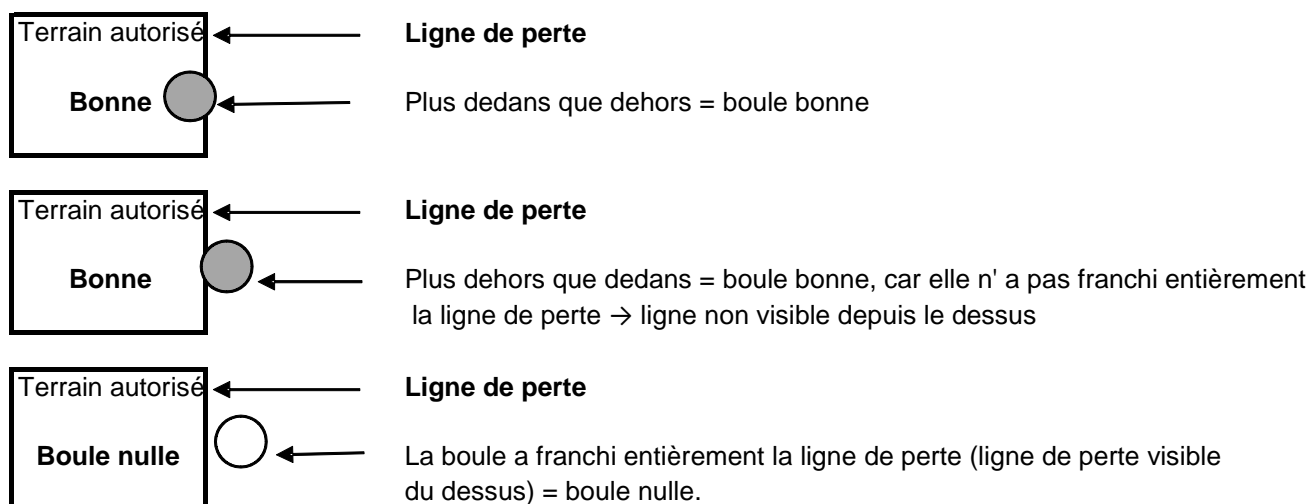 Terrain autorisé
Ligne de perte
Bonne
Plus dedans que dehors = boule bonne
Terrain autorisé
Ligne de perte
Bonne
Plus dehors que dedans = boule bonne, car elle n' a pas franchi entièrement
la ligne de perte → ligne non visible depuis le dessus
Terrain autorisé
Ligne de perte
Boule nulle
La boule a franchi entièrement la ligne de perte (ligne de perte visible
du dessus) = boule nulle.